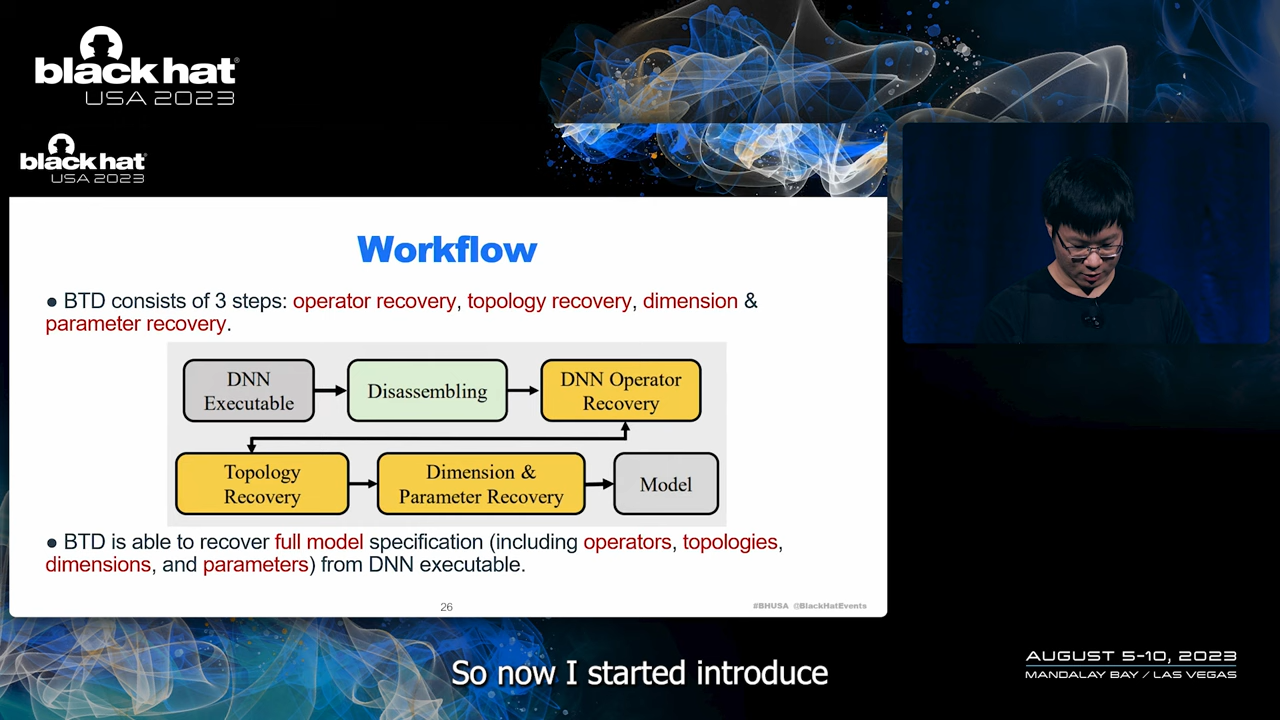 black hat
USA 2023
black hat
USA 2023
Workflow
● BTD consists of 3 steps: operator recovery, topology recovery, dimension &
parameter recovery.
DNN
Executable
Disassembling
DNN Operator
Recovery
Topology
Recovery
Dimension &
Parameter Recovery
Model
● BTD is able to recover full model specification (including operators, topologies,
dimensions, and parameters) from DNN executable.
26
#BHUSA @BlackHatEvents
So now I started introduce
AUGUST 5-10, 2023
MANDALAY BAY / LAS VEGAS